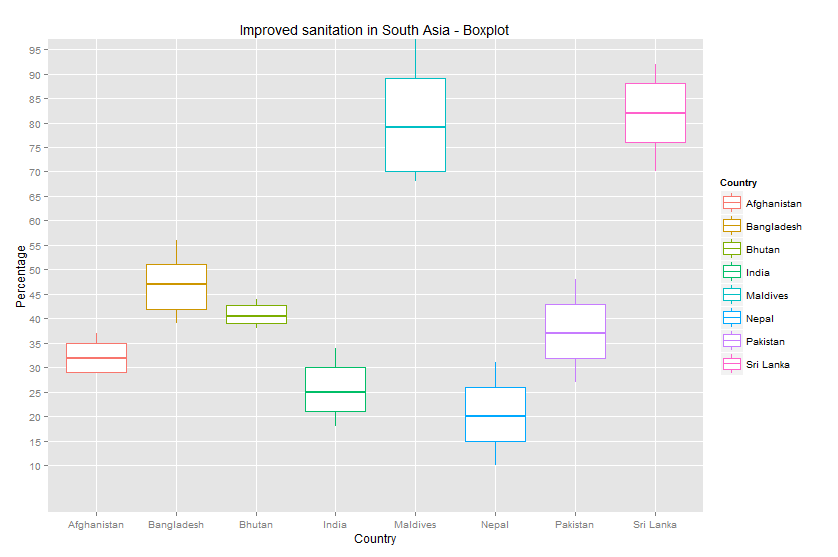 Improved sanitation in South Asia - Boxplot
Percentage
95
90
85
80
75
70
65
60
55
50
45
40
35
30
25
20
15
10
Afghanistan
Bangladesh
Bhutan
India
Maldives
Nepal
Pakistan
Sri Lanka
Country
Country
Afghanistan
Bangladesh
Bhutan
India
Maldives
Nepal
Pakistan
Sri Lanka